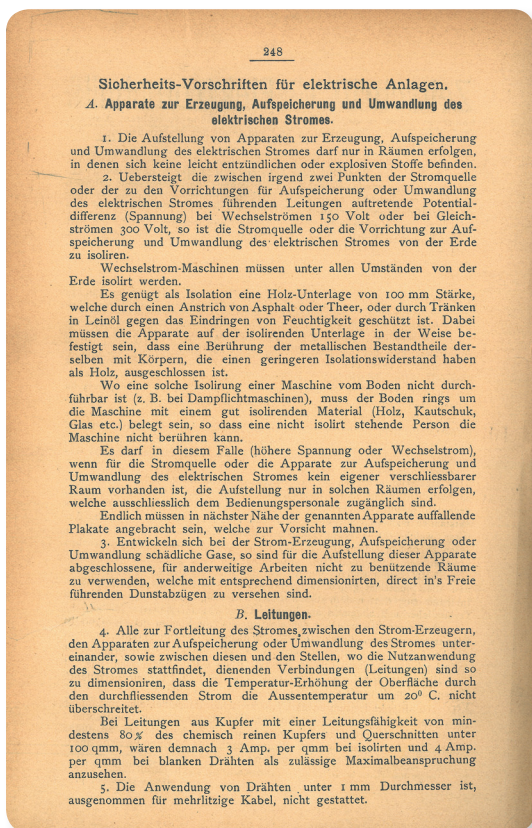 248
Sicherheits-Vorschriften für elektrische Anlagen.
A. Apparate zur Erzeugung, Aufspeicherung und Umwandlung des
elektrischen Stromes.
1. Die Aufstellung von Apparaten zur Erzeugung, Aufspeicherung
und Umwandlung des elektrischen Stromes darf nur in Räumen erfolgen,
in denen sich keine leicht entzündlichen oder explosiven Stoffe befinden.
2. Uebersteigt die zwischen irgend zwei Punkten der Stromquelle
oder der zu den Vorrichtungen für Aufspeicherung oder Umwandlung
des elektrischen Stromes führenden Leitungen auftretende Potential-
differenz (Spannung) bei Wechselströmen 150 Volt oder bei Gleich-
strömen 300 Volt, so ist die Stromquelle oder die Vorrichtung zur Auf-
speicherung und Umwandlung des elektrischen Stromes von der Erde
zu isoliren.
Wechselstrom-Maschinen müssen unter allen Umständen von der
Erde isolirt werden.
Es genügt als Isolation eine Holz-Unterlage von 100 mm Stärke,
welche durch einen Anstrich von Asphalt oder Theer, oder durch Tränken
in Leinöl gegen das Eindringen von Feuchtigkeit geschützt ist. Dabei
müssen die Apparate auf der isolirenden Unterlage in der Weise be-
festigt sein, dass eine Berührung der metallischen Bestandtheile der-
selben mit Körpern, die einen geringeren Isolationswiderstand haben
als Holz, ausgeschlossen ist.
Wo eine solche Isolirung einer Maschine vom Boden nicht durch-
führbar ist (z. B. bei Dampflichtmaschinen), muss der Boden rings um
die Maschine mit einem gut isolirenden Material (Holz, Kautschuk,
Glas etc.) belegt sein, so dass eine nicht isolirt stehende Person die
Maschine nicht berühren kann.
Es darf in diesem Falle (höhere Spannung oder Wechselstrom),
wenn für die Stromquelle oder die Apparate zur Aufspeicherung und
Umwandlung des elektrischen Stromes kein eigener verschliessbarer
Raum vorhanden ist, die Aufstellung nur in solchen Räumen erfolgen,
welche ausschliesslich dem Bedienungspersonale zugänglich sind.
Endlich müssen in nächster Nähe der genannten Apparate auffallende
Plakate angebracht sein, welche zur Vorsicht mahnen.
3. Entwickeln sich bei der Strom-Erzeugung, Aufspeicherung oder
Umwandlung schädliche Gase, so sind für die Aufstellung dieser Apparate
abgeschlossene, für anderweitige Arbeiten nicht zu benützende Räume
zu verwenden, welche mit entsprechend dimensionirten, direct in's Freie
führenden Dunstabzügen zu versehen sind.
B. Leitungen.
4. Alle zur Fortleitung des Stromes zwischen den Strom-Erzeugern,
den Apparaten zur Aufspeicherung oder Umwandlung des Stromes unter-
einander, sowie zwischen diesen und den Stellen, wo die Nutzanwendung
des Stromes stattfindet, dienenden Verbindungen (Leitungen) sind so
zu dimensioniren, dass die Temperatur-Erhöhung der Oberfläche durch
den durchfliessenden Strom die Aussentemperatur um 20⁰ C. nicht
überschreitet.
Bei Leitungen aus Kupfer mit einer Leitungsfähigkeit von min-
destens 80% des chemisch reinen Kupfers und Querschnitten unter
100 qmm, wären demnach 3 Amp. per qmm bei isolirten und 4 Amp.
per qmm bei blanken Drähten als zulässige Maximalbeanspruchung
anzusehen.
5. Die Anwendung von Drähten unter 1 mm Durchmesser ist,
ausgenommen für mehrlitzige Kabel, nicht gestattet.